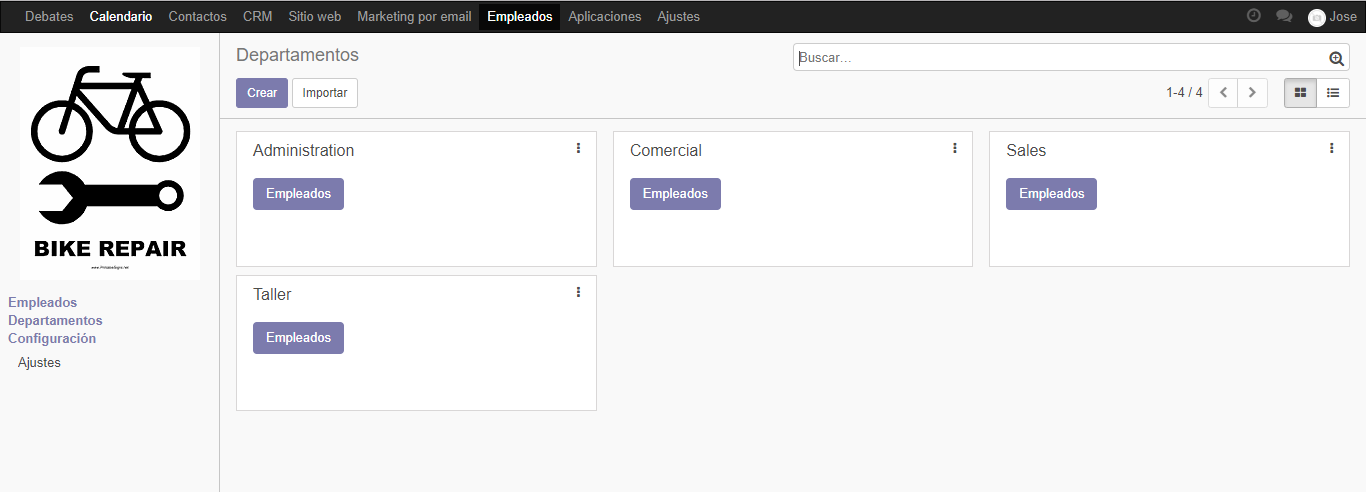 Debates Calendario Contactos CRM Sitio web Marketing por email Empleados Aplicaciones Ajustes Jose
Departamentos
Buscar...
Crear Importar
1-4 / 4
BIKE REPAIR
Empleados
Departamentos
Configuración
Ajustes
Administration
Empleados
Comercial
Empleados
Sales
Empleados
Taller
Empleados